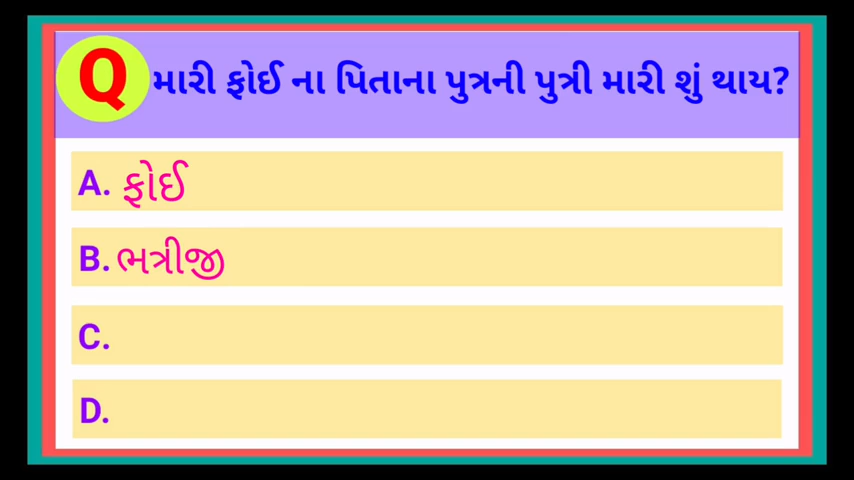 Q મારી ફોઈ ના પિતાના પુત્રની પુત્રી મારી શું થાય?
A. ફોઈ
B. ભત્રીજી
C.
D.